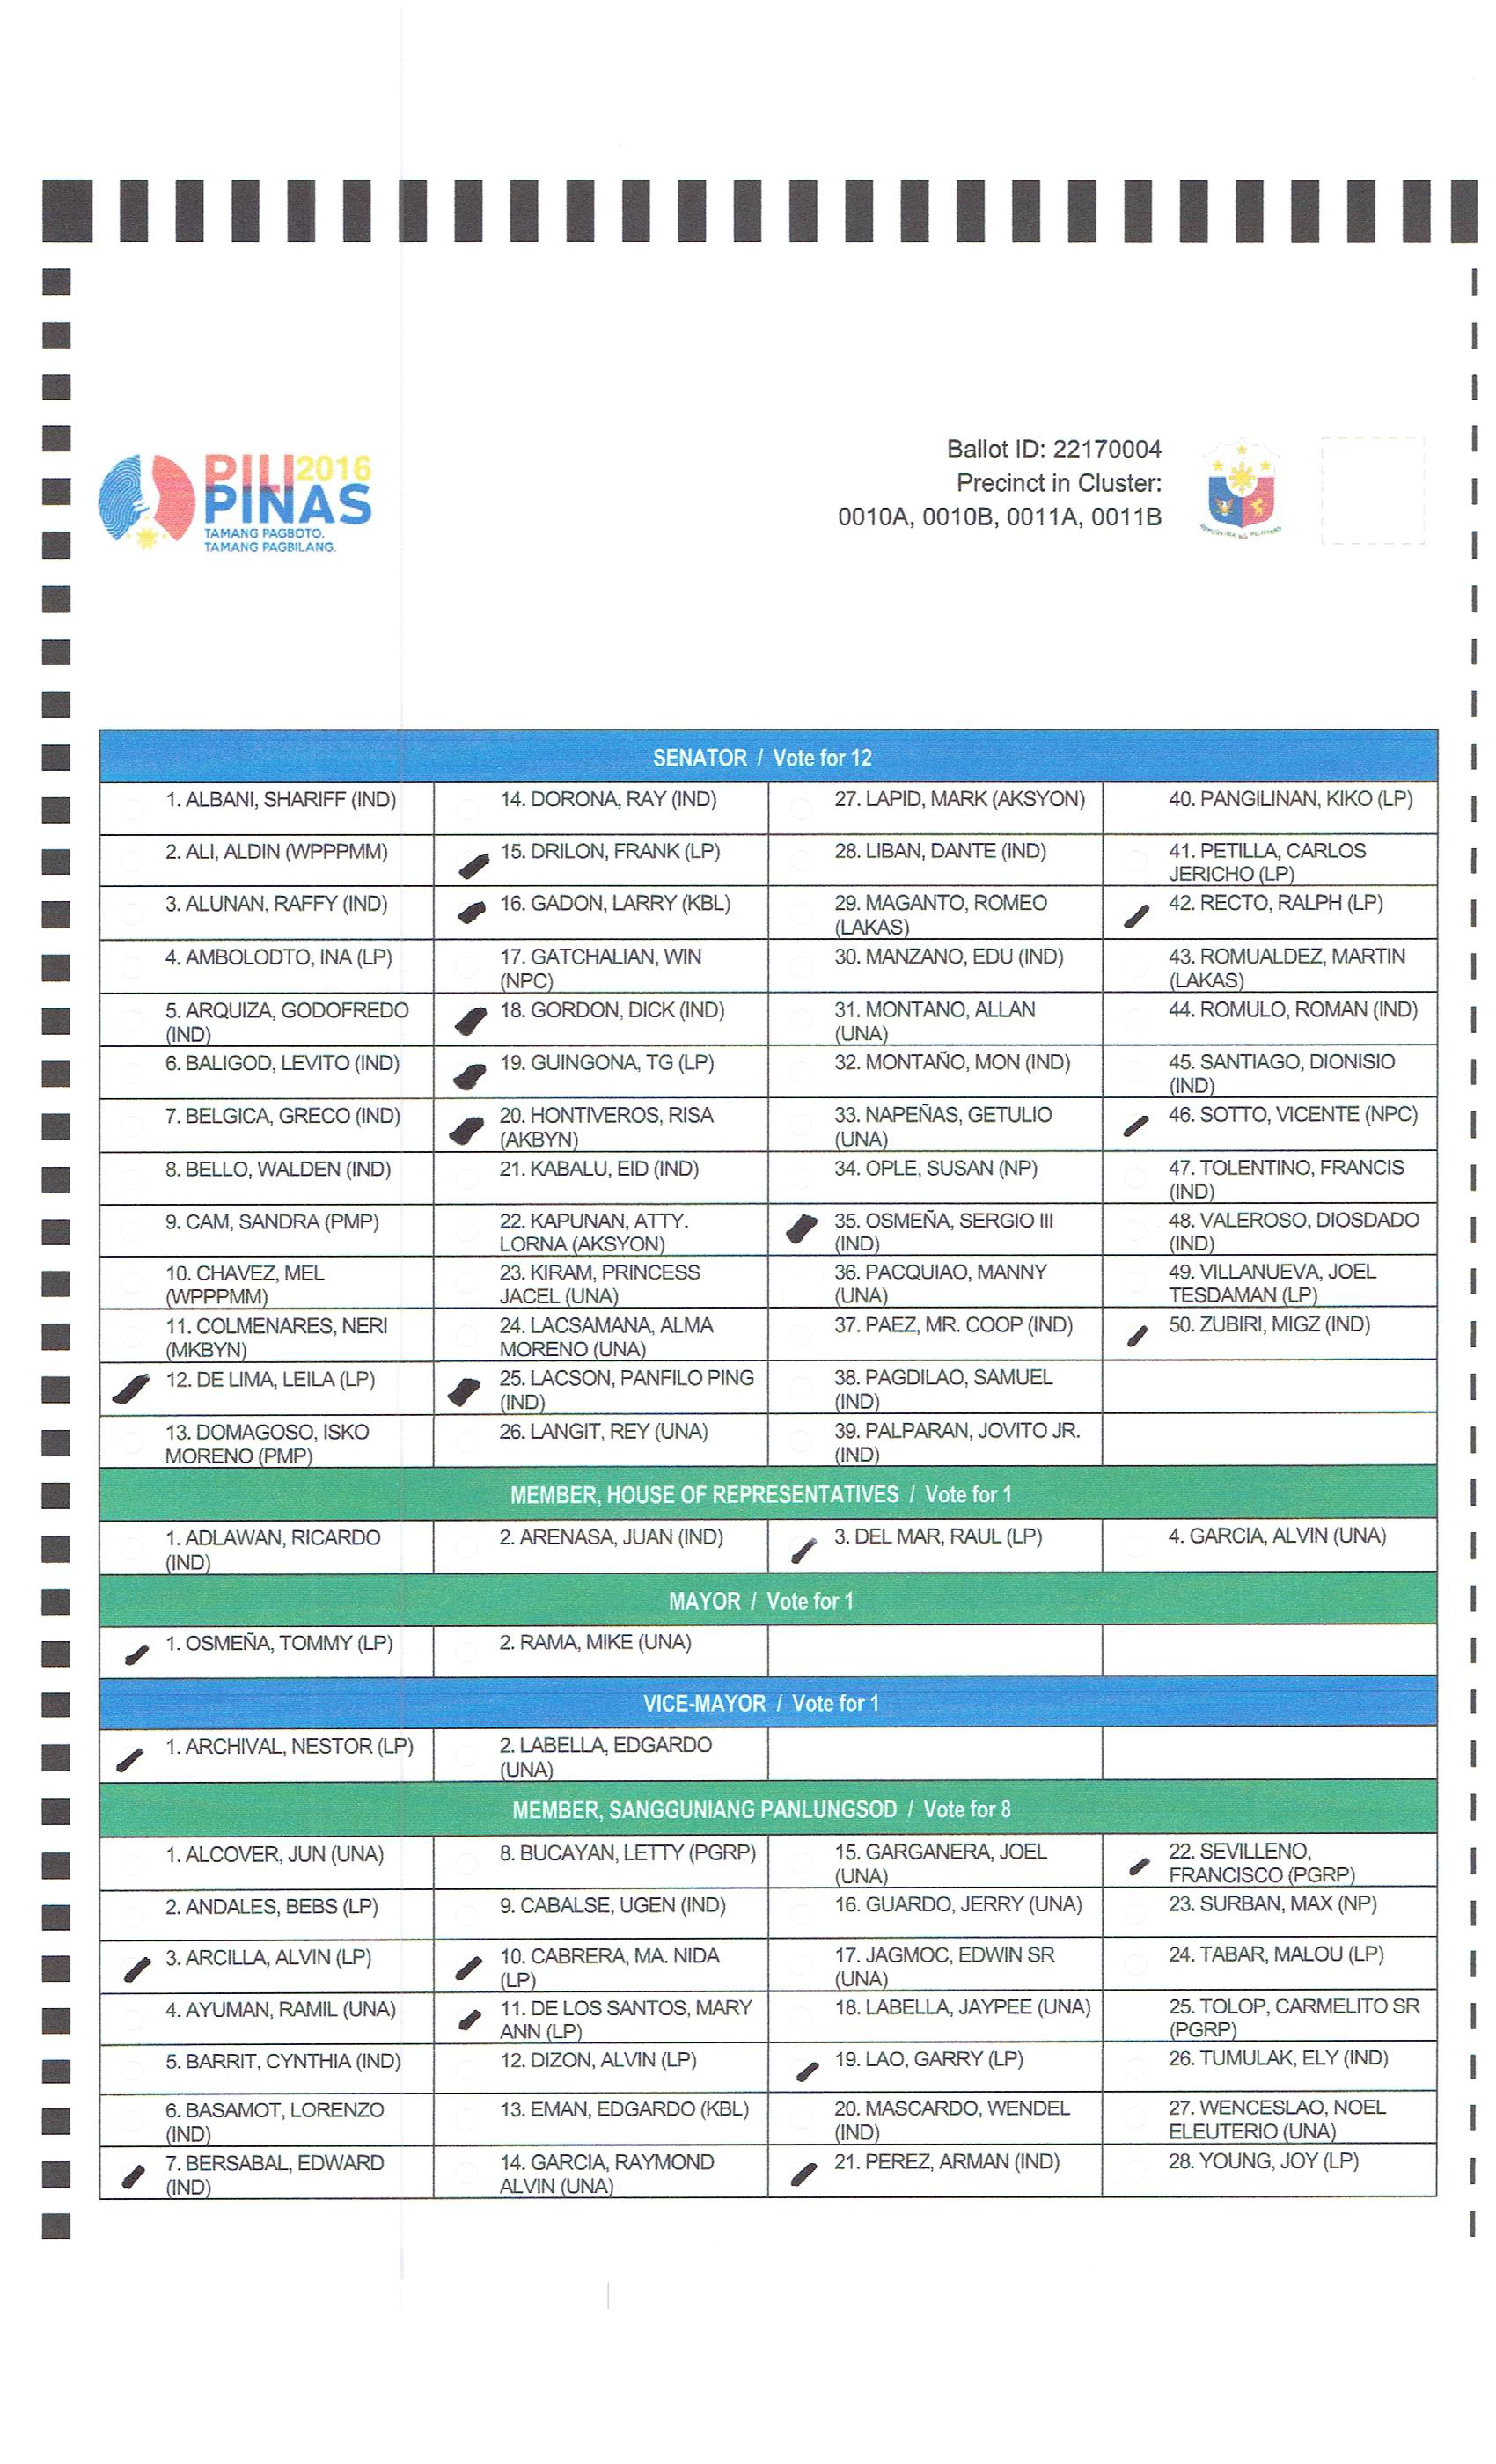 PILI 2016
PINAS
TAMANG PAGBOTO.
TAMANG PAGBILANG.
Ballot ID: 22170004
Precinct in Cluster:
0010A, 0010B, 0011A, 0011B
SENATOR / Vote for 12
1. ALBANI, SHARIFF (IND)
2. ALI, ALDIN (WPPPMM)
3. ALUNAN, RAFFY (IND)
4. AMBOLODTO, INA (LP)
5. ARQUIZA, GODOFREDO
(IND)
6. BALIGOD, LEVITO (IND)
7. BELGICA, GRECO (IND)
8. BELLO, WALDEN (IND)
9. CAM, SANDRA (PMP)
10. CHAVEZ, MEL
(WPPPMM)
11. COLMENARES, NERI
(MKBYN)
12. DE LIMA, LEILA (LP)
13. DOMAGOSO, ISKO
MORENO (PMP)
14. DORONA, RAY (IND)
15. DRILON, FRANK (LP)
16. GADON, LARRY (KBL)
17. GATCHALIAN, WIN
(NPC)
18. GORDON, DICK (IND)
19. GUINGONA, TG (LP)
20. HONTIVEROS, RISA
(AKBYN)
21. KABALU, EID (IND)
22. KAPUNAN, ATTY.
LORNA (AKSYON)
23. KIRAM, PRINCESS
JACEL (UNA)
24. LACSAMANA, ALMA
MORENO (UNA)
25. LACSON, PANFILO PING
(IND)
26. LANGIT, REY (UNA)
27. LAPID, MARK (AKSYON)
28. LIBAN, DANTE (IND)
29. MAGANTO, ROMEO
(LAKAS)
30. MANZANO, EDU (IND)
31. MONTANO, ALLAN
(UNA)
32. MONTAÑO, MON (IND)
33. NAPEÑAS, GETULIO
(UNA)
34. OPLE, SUSAN (NP)
35. OSMEÑA, SERGIO III
(IND)
36. PACQUIAO, MANNY
(UNA)
37. PAEZ, MR. COOP (IND)
38. PAGDILAO, SAMUEL
(IND)
39. PALPARAN, JOVITO JR.
(IND)
40. PANGILINAN, KIKO (LP)
41. PETILLA, CARLOS
JERICHO (LP)
42. RECTO, RALPH (LP)
43. ROMUALDEZ, MARTIN
(LAKAS)
44. ROMULO, ROMAN (IND)
45. SANTIAGO, DIONISIO
(IND)
46. SOTTO, VICENTE (NPC)
47. TOLENTINO, FRANCIS
(IND)
48. VALEROSO, DIOSDADO
(IND)
49. VILLANUEVA, JOEL
TESDAMAN (LP)
50. ZUBIRI, MIGZ (IND)
MEMBER, HOUSE OF REPRESENTATIVES / Vote for 1
1. ADLAWAN, RICARDO
(IND)
2. ARENASA, JUAN (IND)
3. DEL MAR, RAUL (LP)
4. GARCIA, ALVIN (UNA)
MAYOR / Vote for 1
1. OSMEÑA, TOMMY (LP)
2. RAMA, MIKE (UNA)
VICE-MAYOR / Vote for 1
1. ARCHIVAL, NESTOR (LP)
2. LABELLA, EDGARDO
(UNA)
MEMBER, SANGGUNIANG PANLUNGSOD / Vote for 8
1. ALCOVER, JUN (UNA)
2. ANDALES, BEBS (LP)
3. ARCILLA, ALVIN (LP)
4. AYUMAN, RAMIL (UNA)
5. BARRIT, CYNTHIA (IND)
6. BASAMOT, LORENZO
(IND)
7. BERSABAL, EDWARD
(IND)
8. BUCAYAN, LETTY (PGRP)
9. CABALSE, UGEN (IND)
10. CABRERA, MA. NIDA
(LP)
11. DE LOS SANTOS, MARY
ANN (LP)
12. DIZON, ALVIN (LP)
13. EMAN, EDGARDO (KBL)
14. GARCIA, RAYMOND
ALVIN (UNA)
15. GARGANERA, JOEL
(UNA)
16. GUARDO, JERRY (UNA)
17. JAGMOC, EDWIN SR
(UNA)
18. LABELLA, JAYPEE (UNA)
19. LAO, GARRY (LP)
20. MASCARDO, WENDEL
(IND)
21. PEREZ, ARMAN (IND)
22. SEVILLENO,
FRANCISCO (PGRP)
23. SURBAN, MAX (NP)
24. TABAR, MALOU (LP)
25. TOLOP, CARMELITO SR
(PGRP)
26. TUMULAK, ELY (IND)
27. WENCESLAO, NOEL
ELEUTERIO (UNA)
28. YOUNG, JOY (LP)